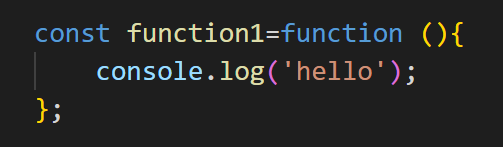 const function1=function (){
    console.log('hello');
};